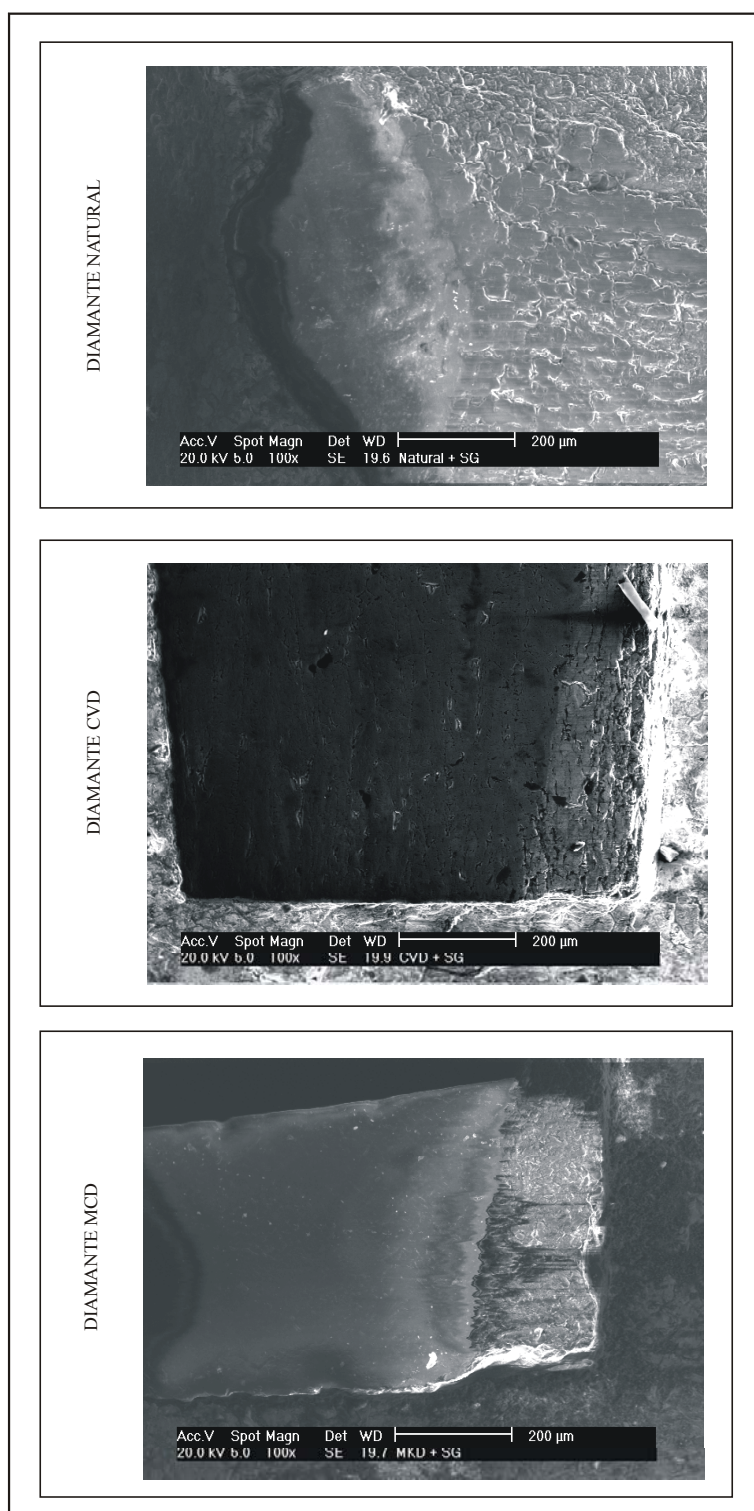 DIAMANTE NATURAL
Acc.V Spot Magn Det WD 200 µm
20.0 kV 5.0 100x SE 19.6 Natural + SG
DIAMANTE CVD
Acc.V Spot Magn Det WD 200 µm
20.0 kV 5.0 100x SE 19.9 CVD + SG
DIAMANTE MCD
Acc.V Spot Magn Det WD 200 µm
20.0 kV 5.0 100x SE 19.7 MKD + SG